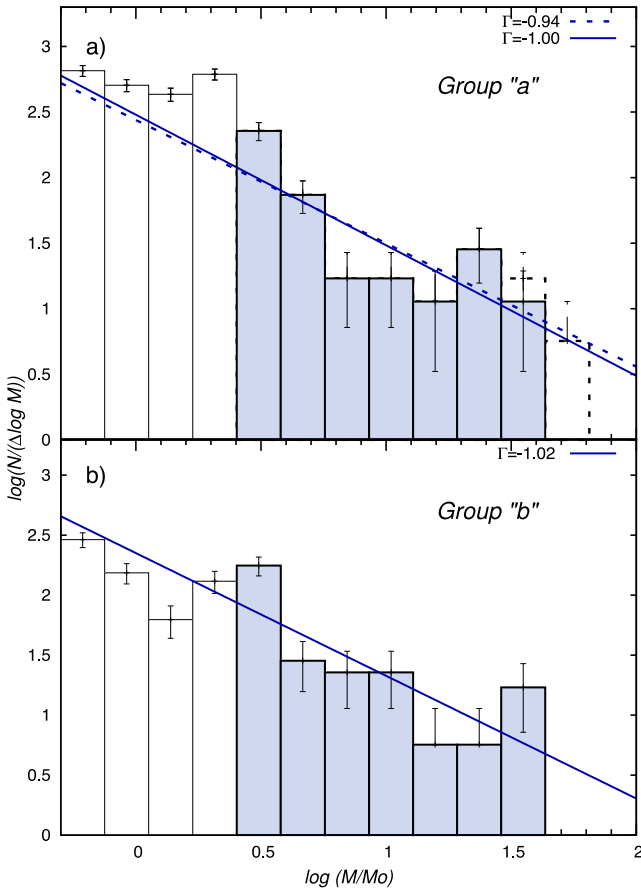 a)
Γ=-0.94
Γ=-1.00
Group "a"
3
2.5
2
1.5
1
0.5
0
log(N/(Δlog M))
b)
Γ=-1.02
Group "b"
3
2.5
2
1.5
1
0.5
0
0 0.5 1 1.5 2
log (M/Mo)